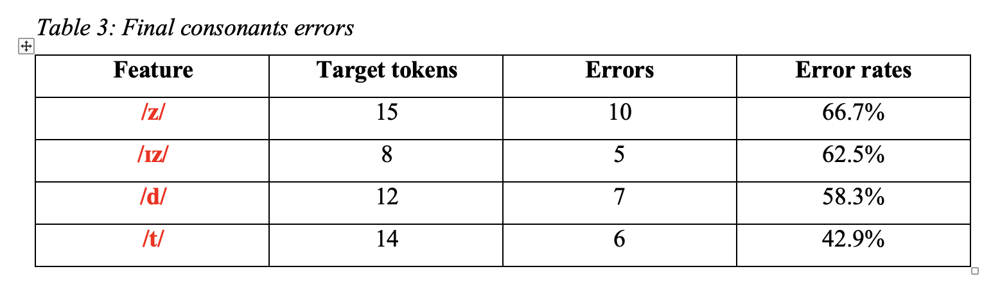 Table 3: Final consonants errors
Feature Target tokens Errors Error rates
/z/ 15 10 66.7%
/ɪz/ 8 5 62.5%
/d/ 12 7 58.3%
/t/ 14 6 42.9%